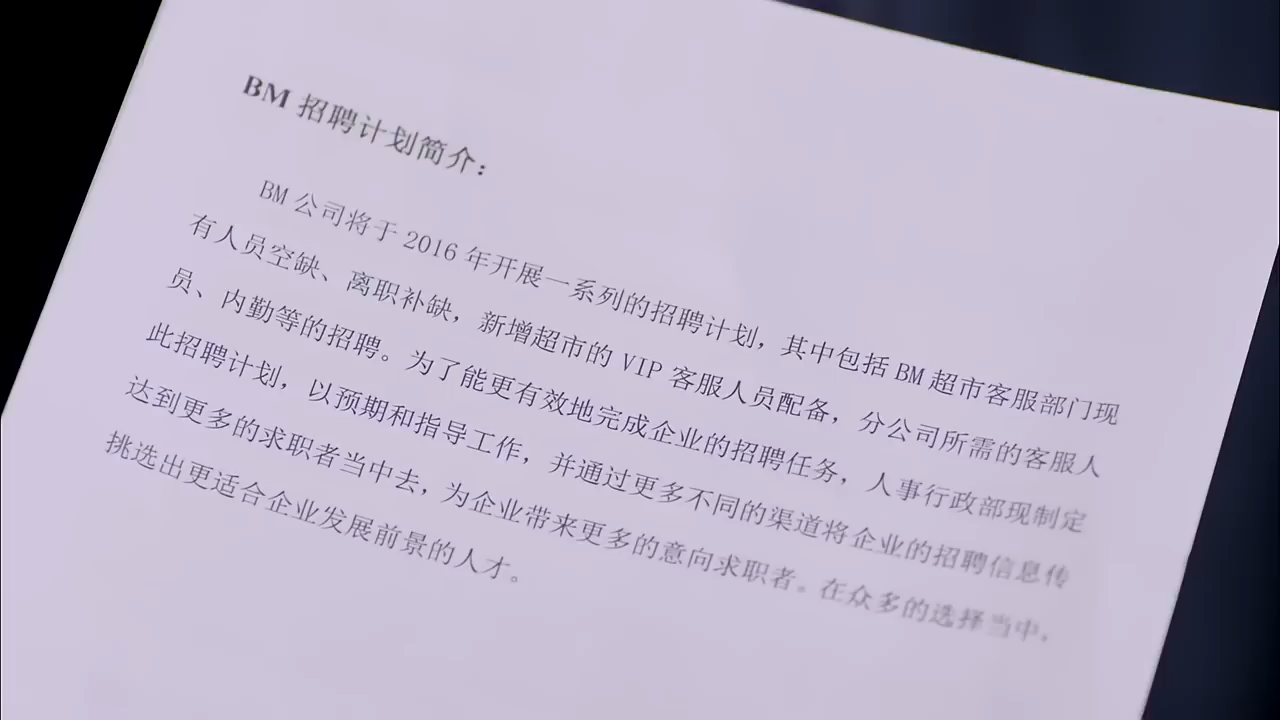 BM 招聘计划简介：
BM 公司将于 2016 年开展一系列的招聘计划，其中包括 BM 超市客服部门现
有人员空缺、离职补缺，新增超市的 VIP 客服人员配备，分公司所需的客服人
员、内勤等的招聘。为了能更有效地完成企业的招聘任务，人事行政部现制定
此招聘计划，以预期和指导工作，并通过更多不同的渠道将企业的招聘信息传
达到更多的求职者当中去，为企业带来更多的意向求职者。在众多的选择当中，
挑选出更适合企业发展前景的人才。